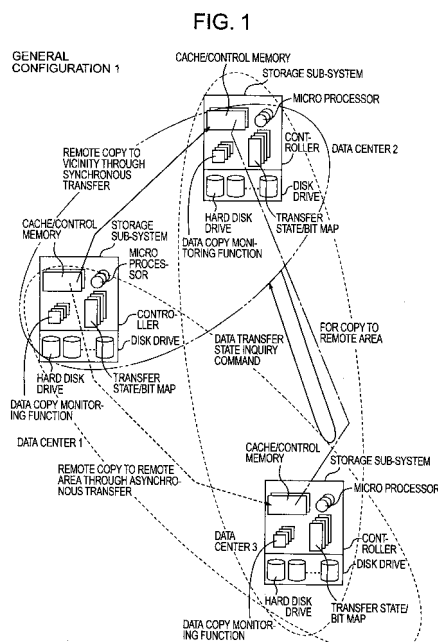 FIG. 1
GENERAL
CONFIGURATION 1
CACHE/CONTROL MEMORY
STORAGE SUB-SYSTEM
MICRO PROCESSOR
CONT-
ROLLER
DATA CENTER 2
DISK
DRIVE
HARD DISK
DRIVE
TRANSFER
STATE/BIT MAP
DATA COPY MONI-
TORING FUNCTION
REMOTE COPY TO
VICINITY THROUGH
SYNCHRONOUS
TRANSFER
CACHE/CONTROL
MEMORY
STORAGE
SUB-SYSTEM
MICRO
PROCES-
SOR
CONTROLLER
DISK DRIVE
HARD DISK
DRIVE
TRANSFER
STATE/BIT MAP
DATA COPY MONITOR-
ING FUNCTION
DATA CENTER 1
DATA TRANSFER
STATE INQUIRY
COMMAND
FOR COPY TO
REMOTE AREA
REMOTE COPY TO REMOTE
AREA THROUGH ASYNCHRO-
NOUS TRANSFER
CACHE/CONTROL
MEMORY
STORAGE SUB-SYSTEM
MICRO PROCESSOR
DATA
CENTER 3
CONT-
ROLLER
DISK DRIVE
HARD DISK
DRIVE
TRANSFER STATE/
BIT MAP
DATA COPY MONITOR-
ING FUNCTION